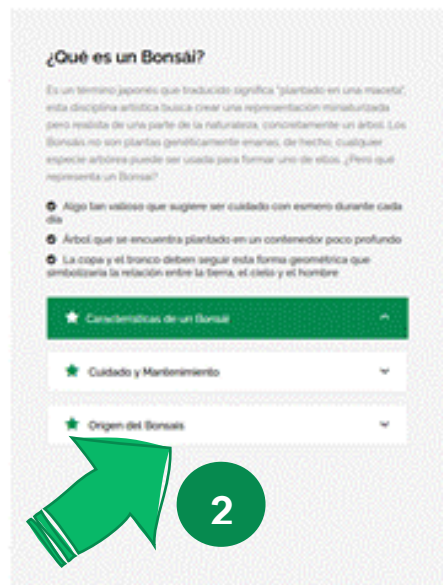 ¿Qué es un Bonsái?
Es un término japonés que traducido significa "plantado en una maceta",
esta disciplina artística busca crear una representación miniaturizada
pero realista de una parte de la naturaleza, concretamente un árbol. Los
Bonsáis no son plantas genéticamente enanas, de hecho, cualquier
especie arbórea puede ser usada para formar uno de ellos. ¿Pero qué
representa un Bonsai?
Algo tan valioso que sugiere ser cuidado con esmero durante cada
día
Árbol que se encuentra plantado en un contenedor poco profundo
La copa y el tronco deben seguir esta forma geométrica que
simbolizaría la relación entre la tierra, el cielo y el hombre
Características de un Bonsái
Cuidado y Mantenimiento
Origen del Bonsais
2